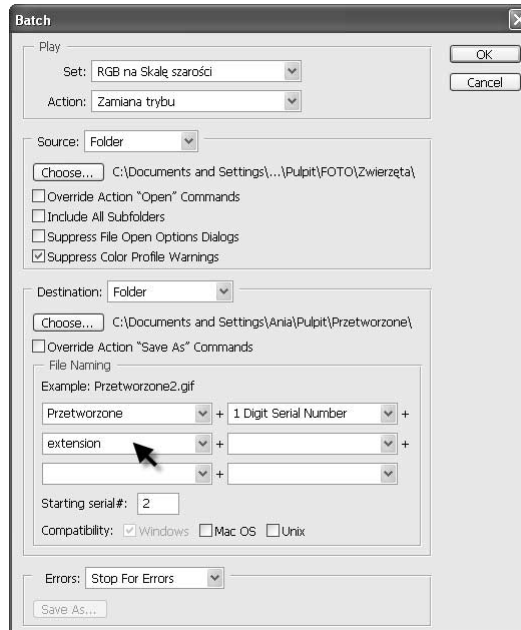 Batch
Play
Set: RGB na Skalę szarości
OK
Action: Zamiana trybu
Cancel
Source: Folder
Choose... C:\Documents and Settings\...\Pulpit\FOTO\Zwierzęta\
Override Action "Open" Commands
Include All Subfolders
Suppress File Open Options Dialogs
Suppress Color Profile Warnings
Destination: Folder
Choose... C:\Documents and Settings\Ania\Pulpit\Przetworzone\
Override Action "Save As" Commands
File Naming
Example: Przetworzone2.gif
Przetworzone + 1 Digit Serial Number +
extension + +
+
Starting serial#: 2
Compatibility: Windows Mac OS Unix
Errors: Stop For Errors
Save As...